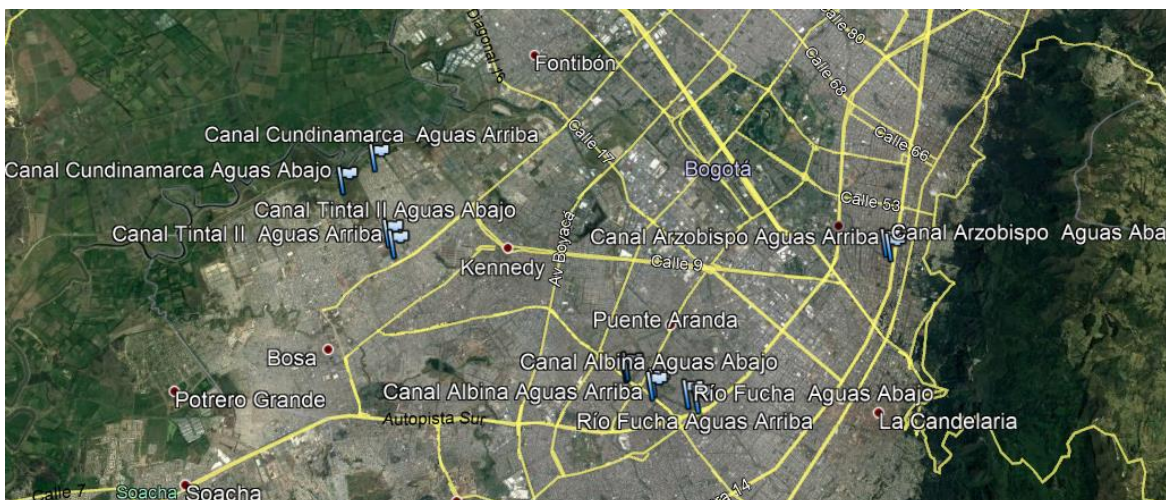 Calle 80
Diagonal 16
Fontibón
Calle 68
Calle 17
Canal Cundinamarca Aguas Arriba
Calle 66
Canal Cundinamarca Aguas Abajo
Bogotá
Calle 53
Canal Tintal II Aguas Abajo
Canal Tintal II Aguas Arriba
Av Boyacá
Canal Arzobispo Aguas Arriba
Canal Arzobispo Aguas Aba
Kennedy
Calle 9
Puente Aranda
Bosa
Canal Albina Aguas Abajo
Canal Albina Aguas Arriba
Río Fucha Aguas Abajo
Potrero Grande
Autopista Sur
Río Fucha Aguas Arriba
La Candelaria
Calle 7
Soacha
Soacha
ra 14